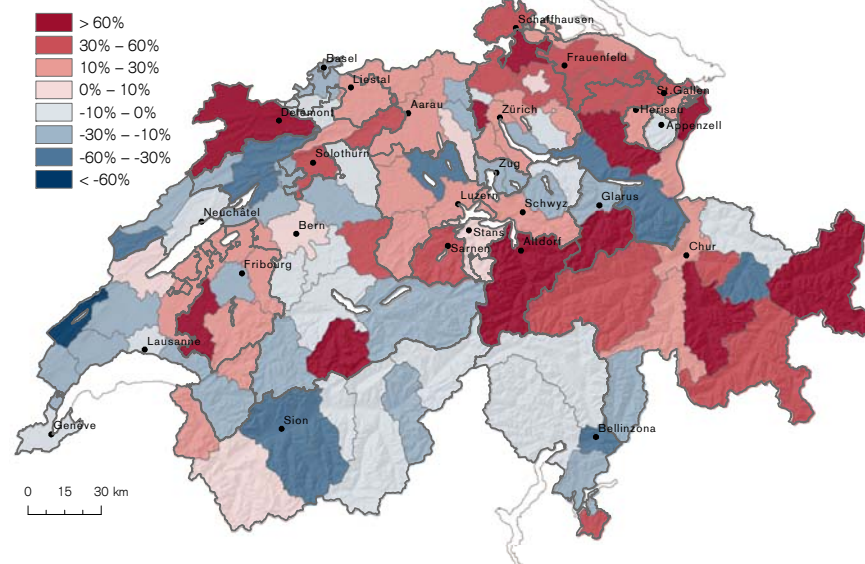 > 60%
30% – 60%
10% – 30%
0% – 10%
-10% – 0%
-30% – -10%
-60% – -30%
< -60%
Schaffhausen
Basel
Frauenfeld
Liestal
St.Gallen
Aarau
Zürich
Herisau
Delémont
Appenzell
Solothurn
Zug
Luzern
Glarus
Neuchâtel
Schwyz
Bern
Stans
Sarnen
Altdorf
Chur
Fribourg
Lausanne
Sion
Genève
Bellinzona
0 15 30 km